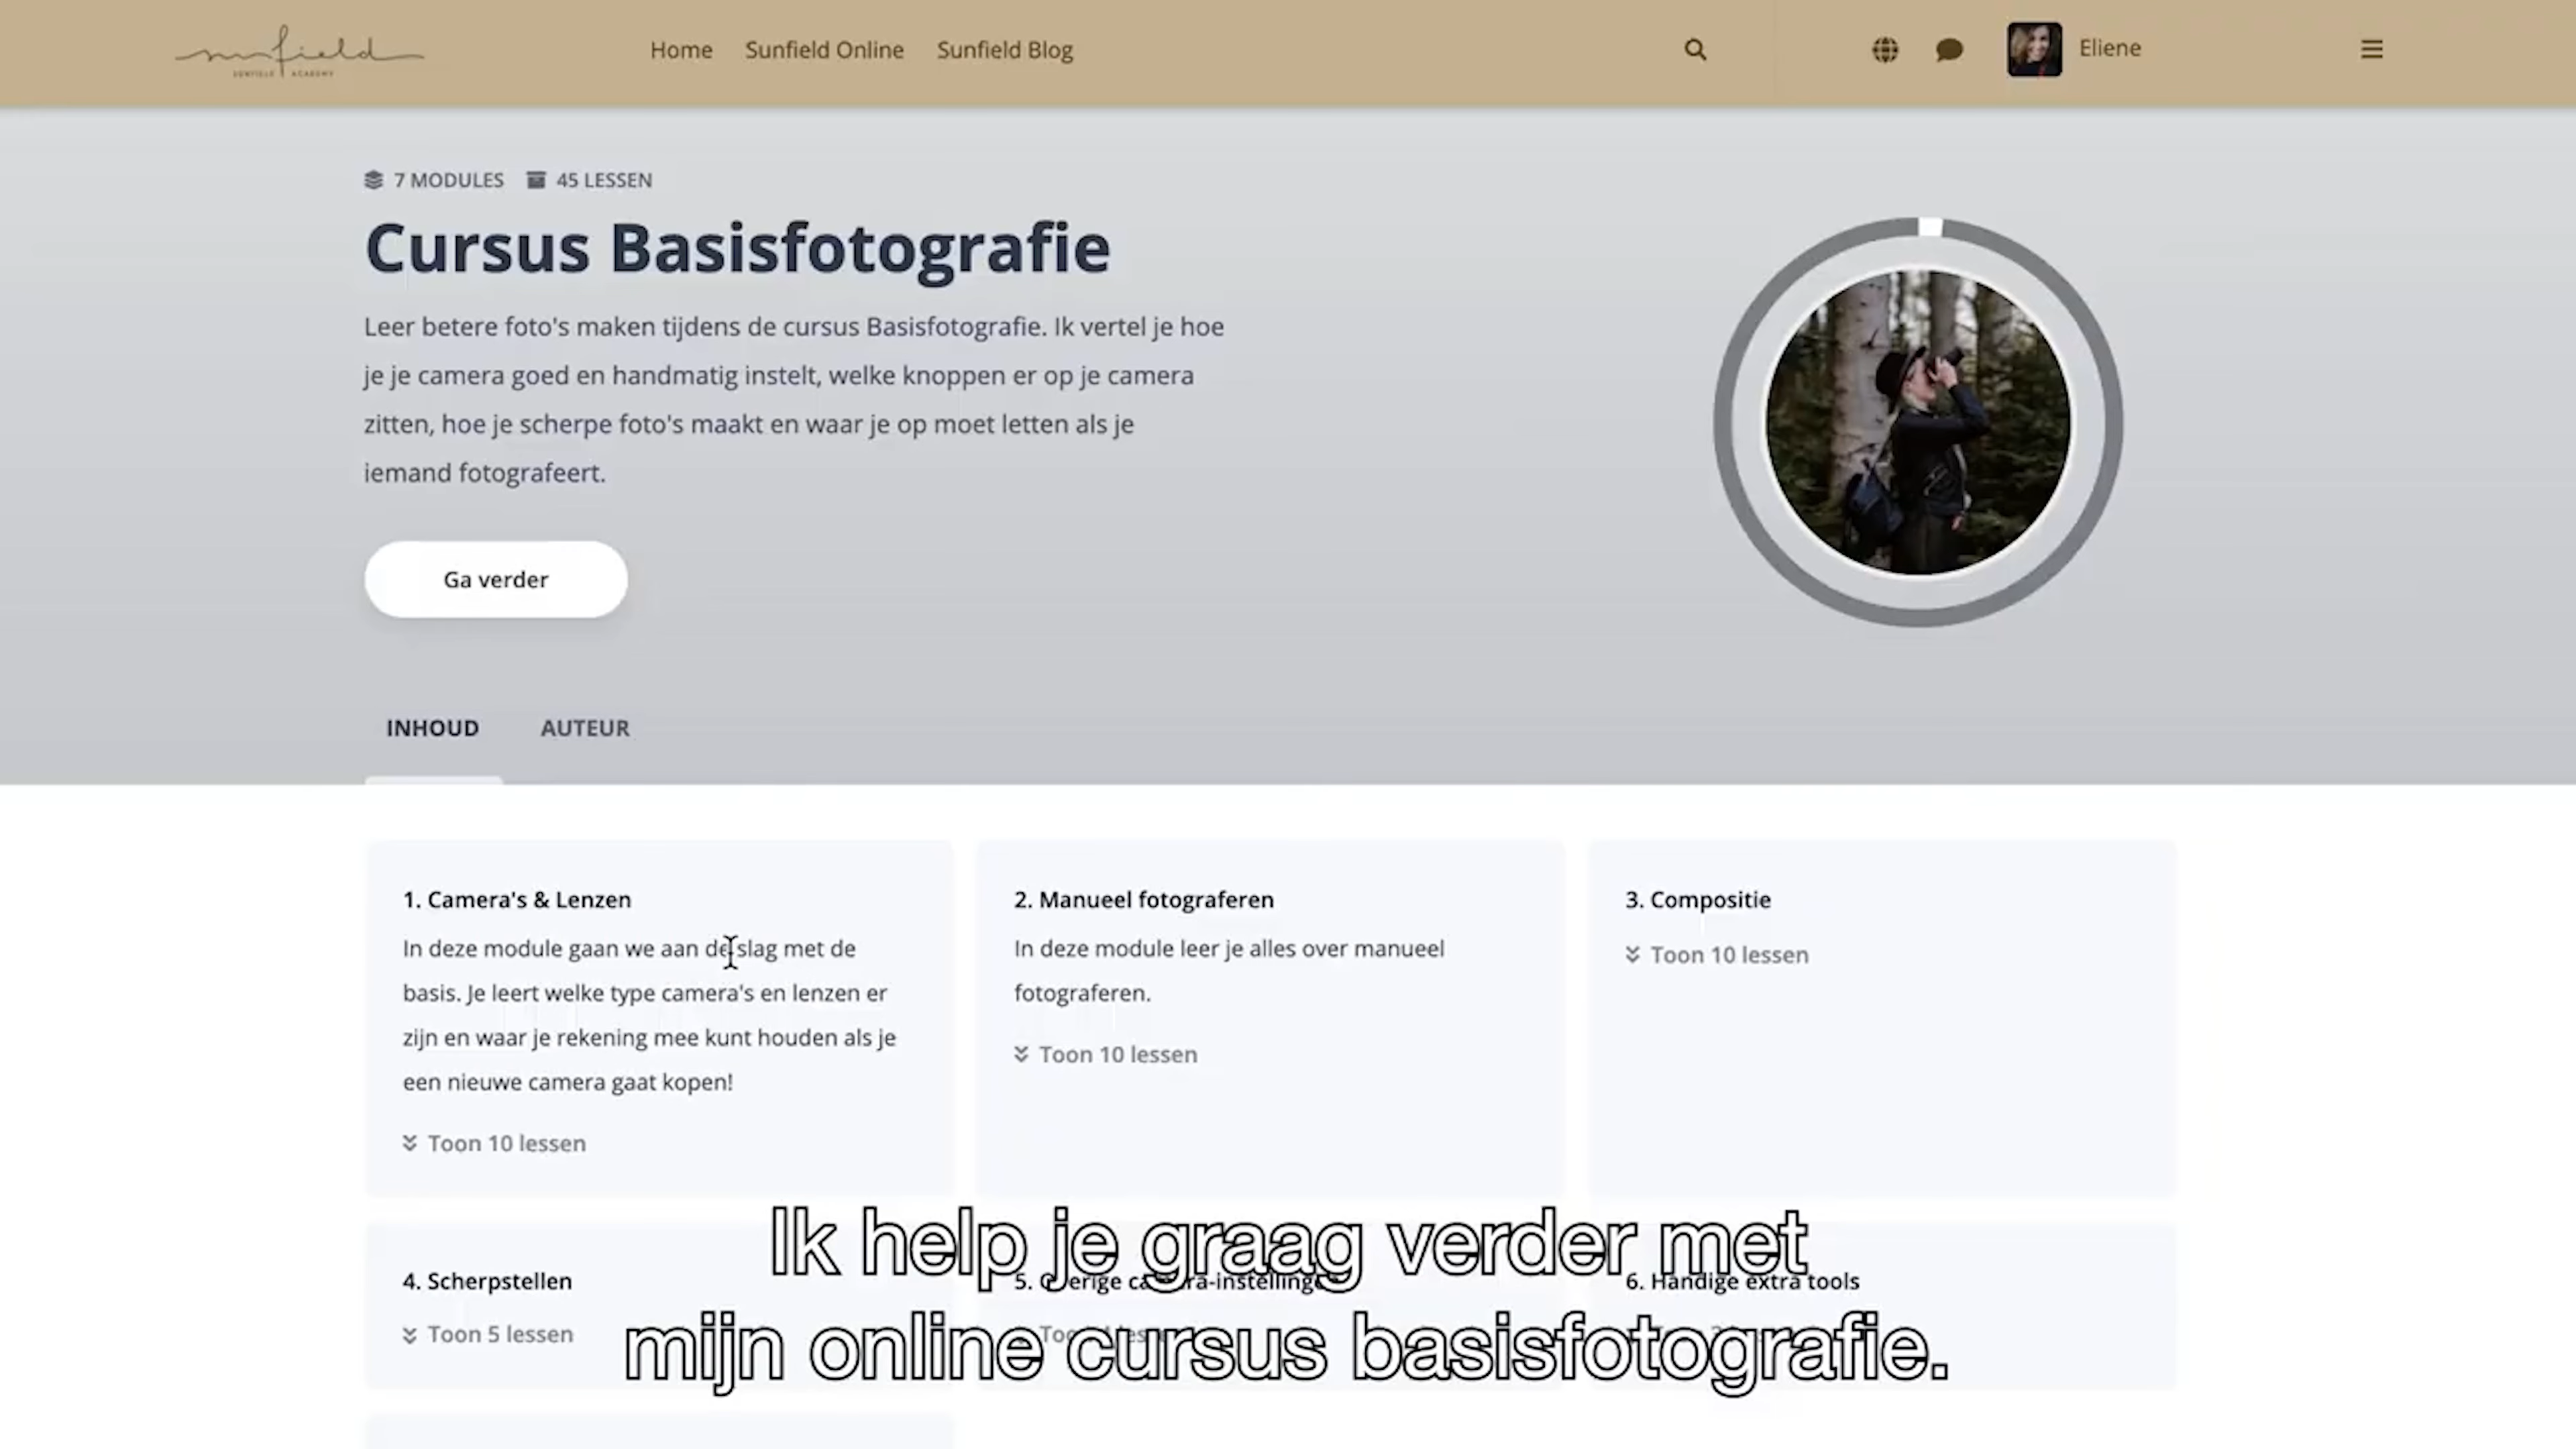 sunfield
SUNFIELD ACADEMY
Home Sunfield Online Sunfield Blog
Eliene
7 MODULES 45 LESSEN
Cursus Basisfotografie
Leer betere foto's maken tijdens de cursus Basisfotografie. Ik vertel je hoe
je je camera goed en handmatig instelt, welke knoppen er op je camera
zitten, hoe je scherpe foto's maakt en waar je op moet letten als je
iemand fotografeert.
Ga verder
INHOUD AUTEUR
1. Camera's & Lenzen
In deze module gaan we aan de slag met de
basis. Je leert welke type camera's en lenzen er
zijn en waar je rekening mee kunt houden als je
een nieuwe camera gaat kopen!
Toon 10 lessen
2. Manueel fotograferen
In deze module leer je alles over manueel
fotograferen.
Toon 10 lessen
3. Compositie
Toon 10 lessen
4. Scherpstellen
Toon 5 lessen
5. Overige camera-instellingen
6. Handige extra tools
Ik help je graag verder met
mijn online cursus basisfotografie.